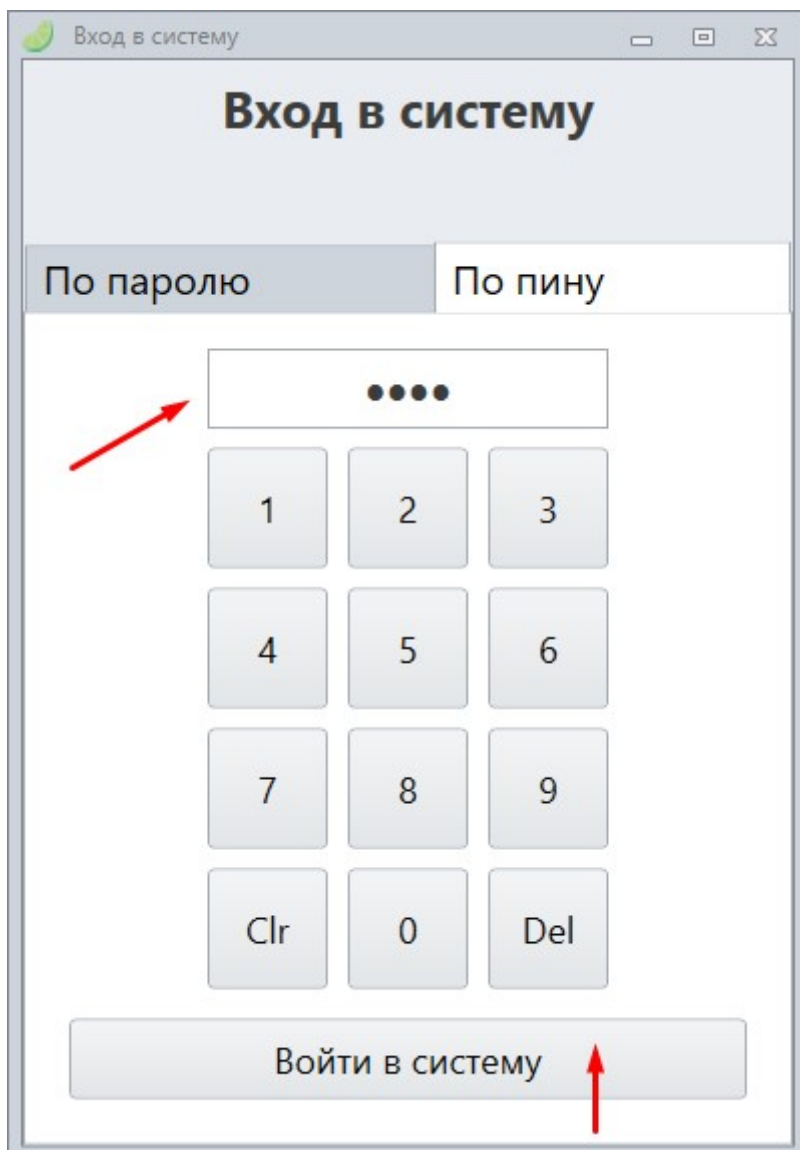 Вход в систему
Вход в систему
По паролю По пину
••••
1 2 3
4 5 6
7 8 9
Clr 0 Del
Войти в систему